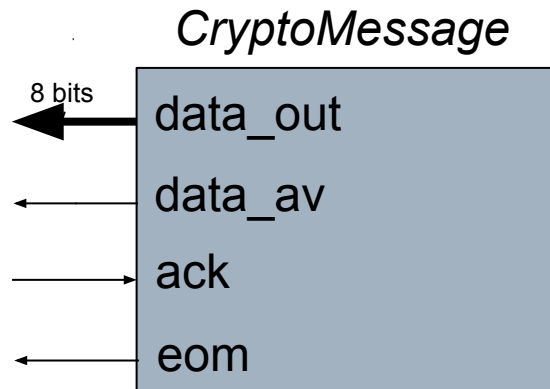 CryptoMessage
8 bits
data_out
data_av
ack
eom